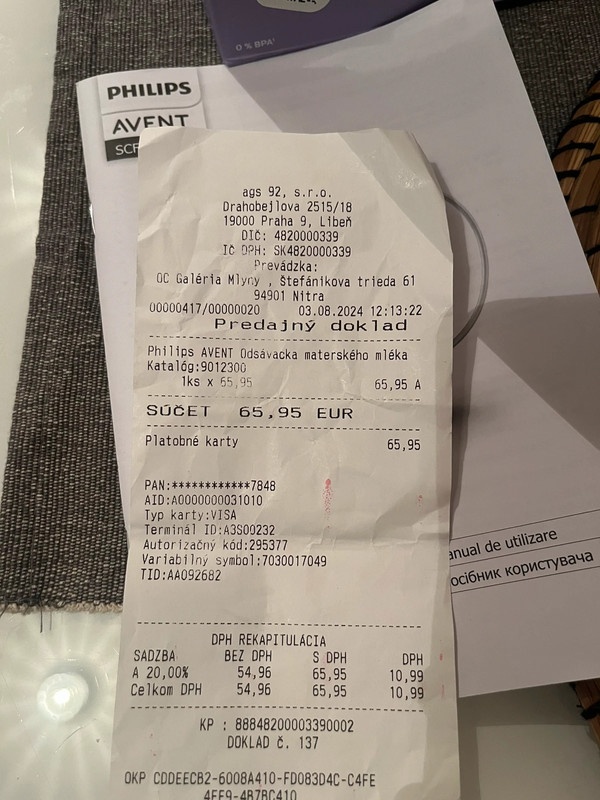 0 % BPA¹
PHILIPS
AVENT
ags 92, s.r.o.
Drahobejlova 2515/18
19000 Praha 9, Libeň
DIČ: 4820000339
IČ DPH: SK4820000339
Prevádzka:
OC Galéria Mlyny , Štefánikova trieda 61
94901 Nitra
00000417/00000020 03.08.2024 12:13:22
Predajný doklad
Philips AVENT Odsávacka materského mléka
Katalóg:9012300
1ks x 65,95 65,95 A
SÚČET 65,95 EUR
Platobné karty 65,95
PAN:************7848
AID:A0000000031010
Typ karty:VISA
Terminál ID:A3S00232
Autorizačný kód:295377
Variabilný symbol:7030017049
TID:AA092682
DPH REKAPITULÁCIA
SADZBA BEZ DPH S DPH DPH
A 20,00% 54,96 65,95 10,99
Celkom DPH 54,96 65,95 10,99
KP : 88848200003390002
DOKLAD č. 137
OKP CDDEECB2-6008A410-FD083D4C-C4FE
4FF9-4B7BC410
anual de utilizare
осібник користувача